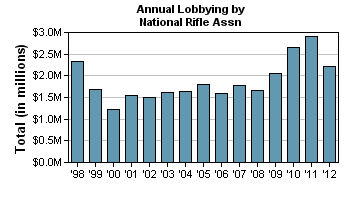 Annual Lobbying by
National Rifle Assn
Total (in millions)
$3.0M
$2.5M
$2.0M
$1.5M
$1.0M
$0.5M
$0.0M
'98 '99 '00 '01 '02 '03 '04 '05 '06 '07 '08 '09 '10 '11 '12